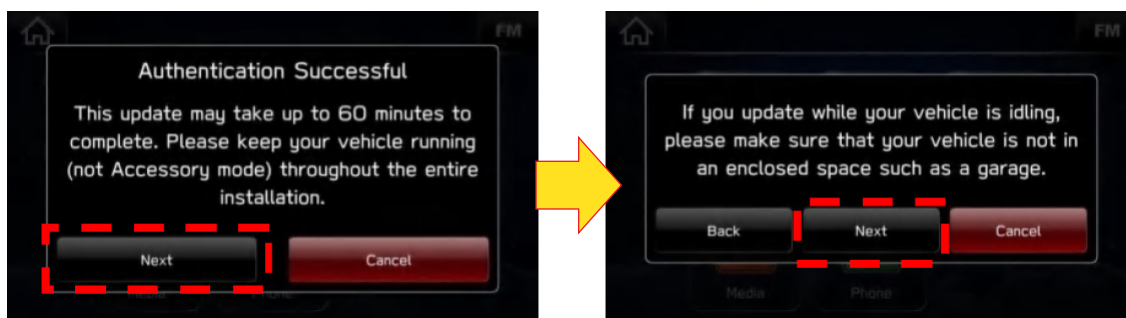 FM
Authentication Successful
This update may take up to 60 minutes to
complete. Please keep your vehicle running
(not Accessory mode) throughout the entire
installation.
Next
Cancel
Media
Phone
FM
If you update while your vehicle is idling,
please make sure that your vehicle is not in
an enclosed space such as a garage.
Back
Next
Cancel
Media
Phone